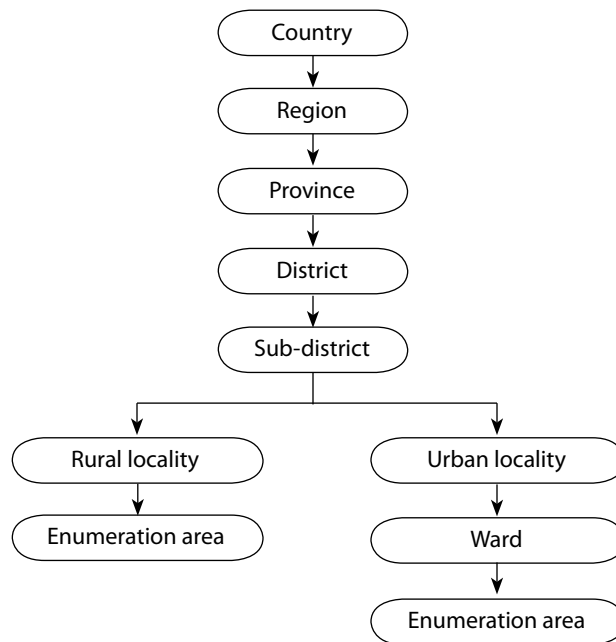 Country
Region
Province
District
Sub-district
Rural locality
Urban locality
Enumeration area
Ward
Enumeration area